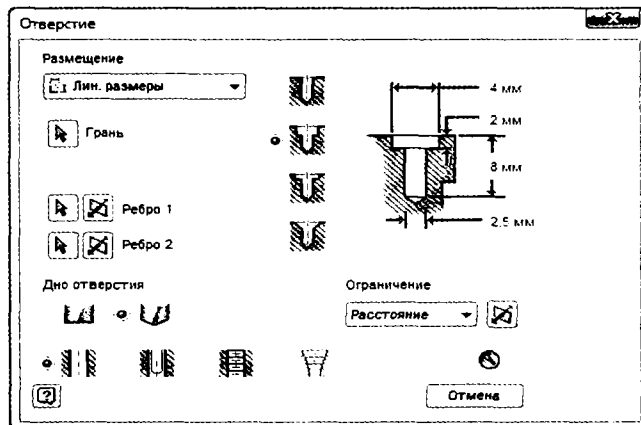 Отверстие
Размещение
Лин. размеры
Грань
Ребро 1
Ребро 2
4 мм
2 мм
8 мм
2.5 мм
Дно отверстия
Ограничение
Расстояние
?
Отмена